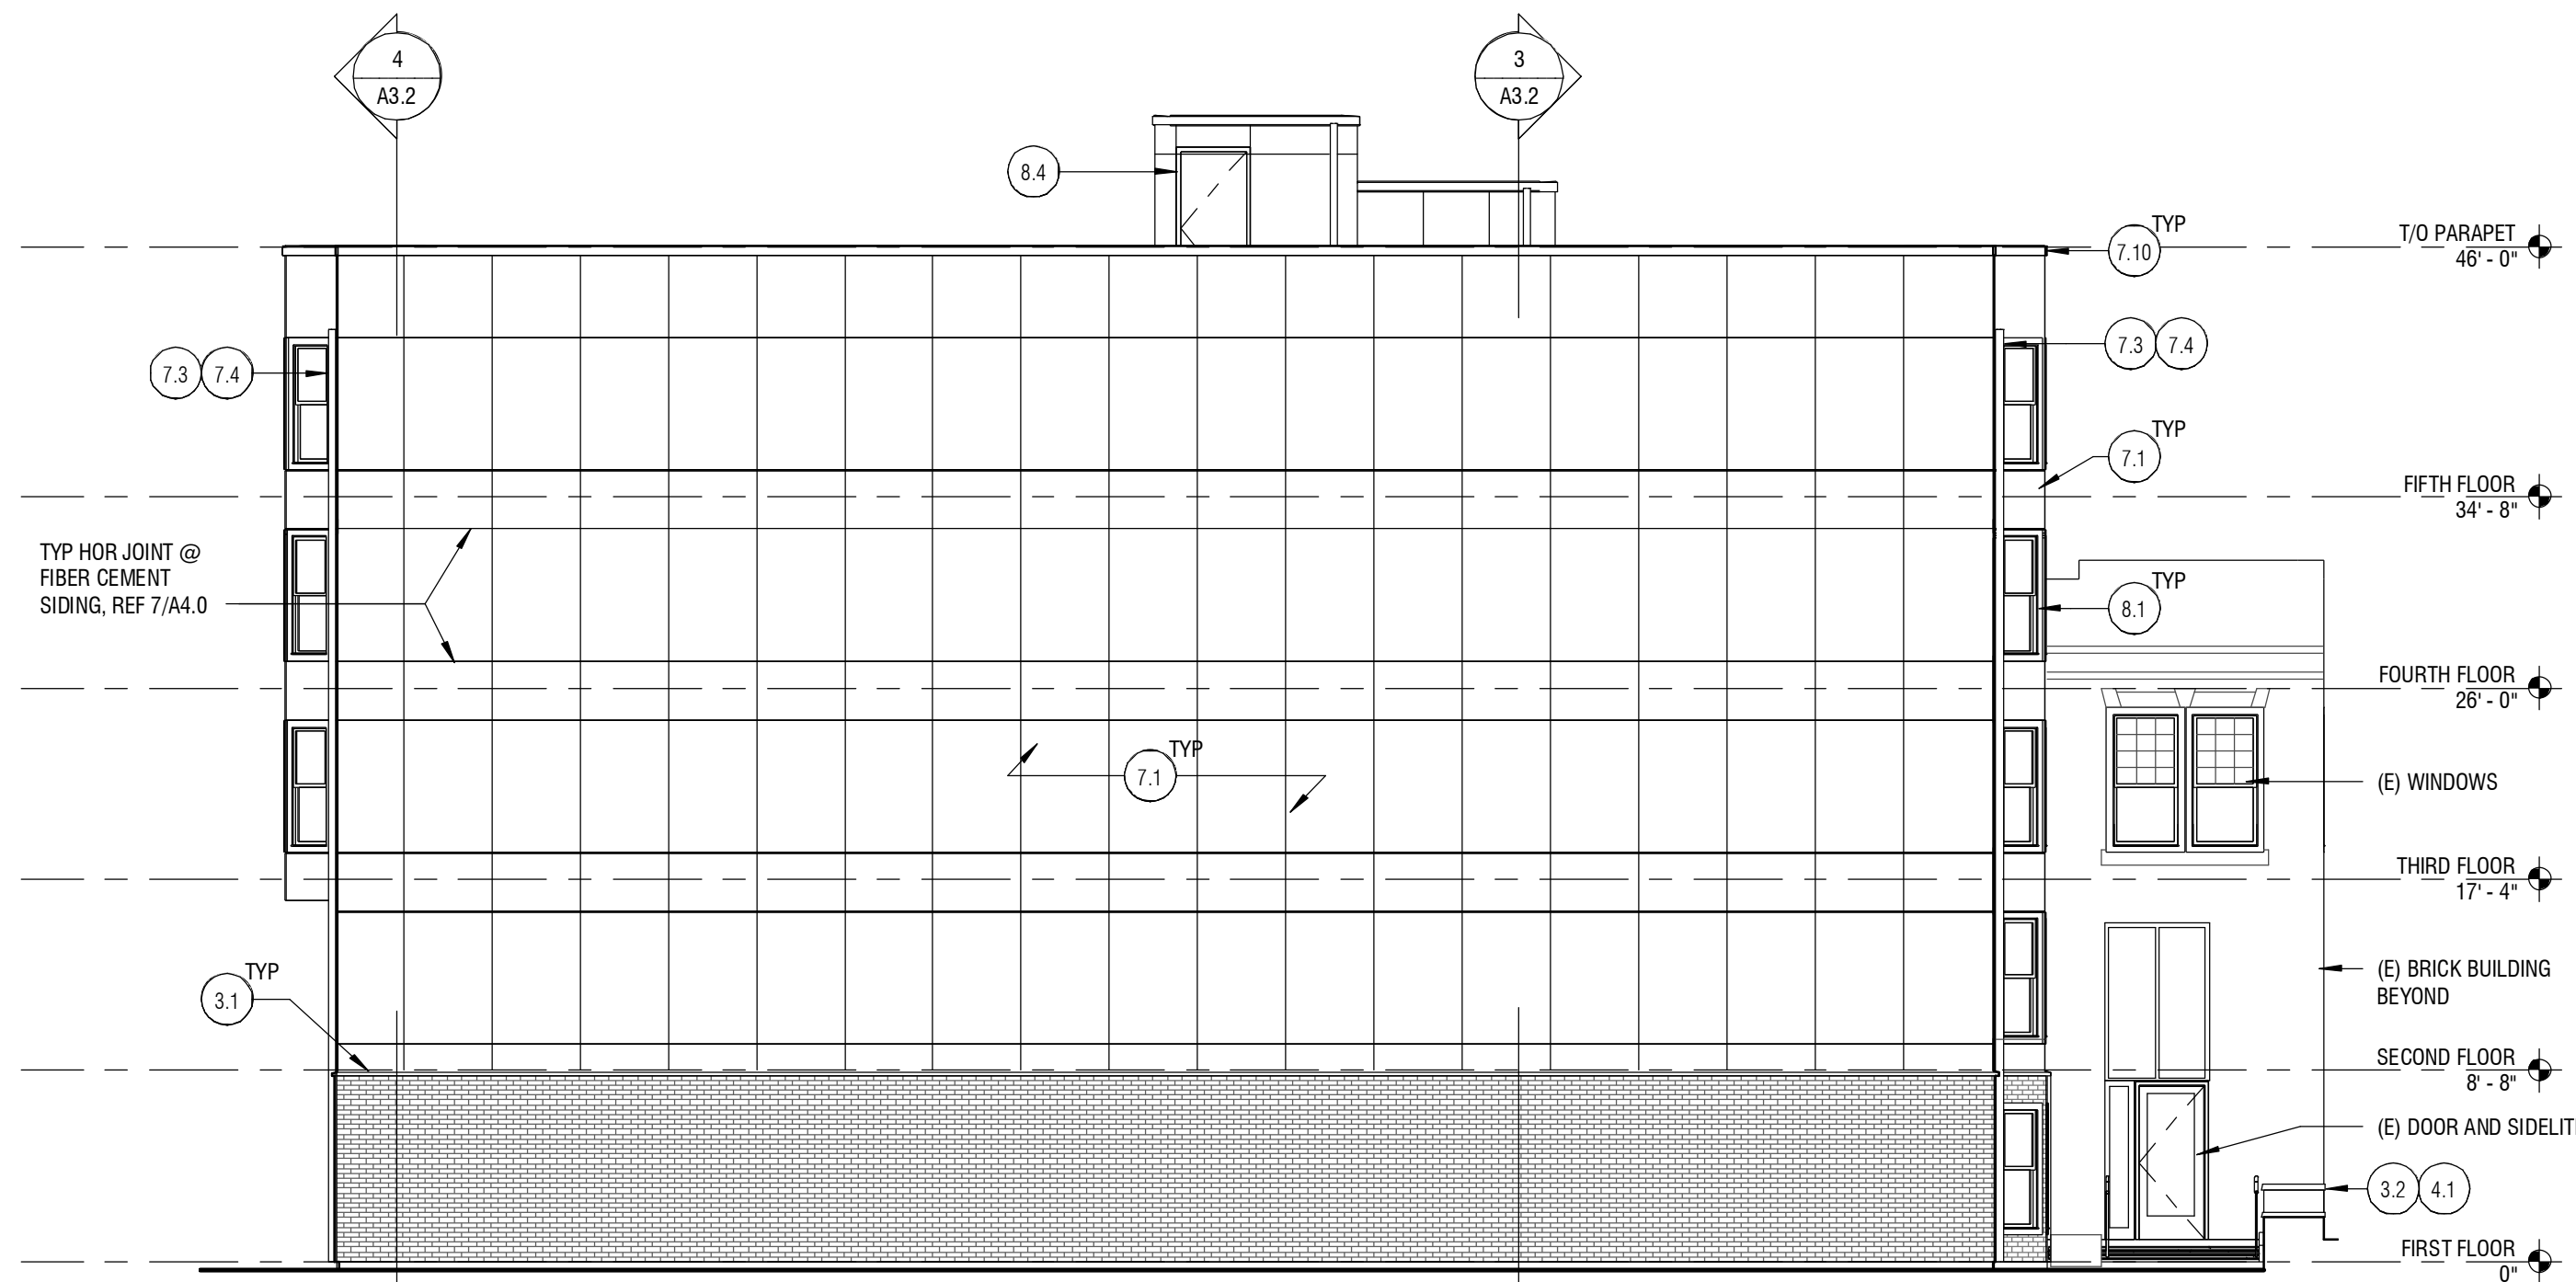 4
A3.2
3
A3.2
8.4
TYP
7.10
T/O PARAPET
46' - 0"
7.3
7.4
7.3
7.4
TYP
7.1
FIFTH FLOOR
34' - 8"
TYP HOR JOINT @
FIBER CEMENT
SIDING, REF 7/A4.0
TYP
8.1
FOURTH FLOOR
26' - 0"
TYP
7.1
(E) WINDOWS
THIRD FLOOR
17' - 4"
TYP
3.1
(E) BRICK BUILDING
BEYOND
SECOND FLOOR
8' - 8"
(E) DOOR AND SIDELIT
3.2
4.1
FIRST FLOOR
0"